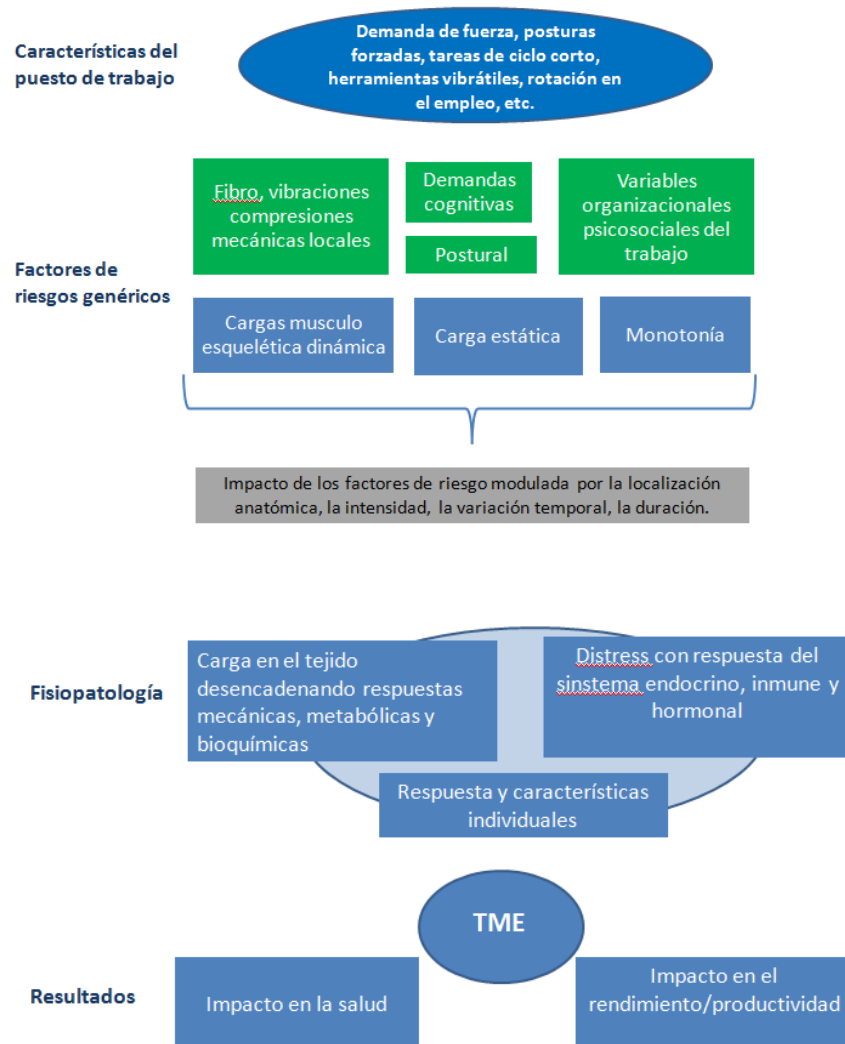 Características del
puesto de trabajo
Demanda de fuerza, posturas
forzadas, tareas de ciclo corto,
herramientas vibrátiles, rotación en
el empleo, etc.
Factores de
riesgos genéricos
Fibro, vibraciones
compresiones
mecánicas locales
Demandas
cognitivas
Postural
Variables
organizacionales
psicosociales del
trabajo
Cargas musculo
esquelética dinámica
Carga estática
Monotonía
Impacto de los factores de riesgo modulada por la localización
anatómica, la intensidad, la variación temporal, la duración.
Fisiopatología
Carga en el tejido
desencadenando respuestas
mecánicas, metabólicas y
bioquímicas
Distress con respuesta del
sinstema endocrino, inmune y
hormonal
Respuesta y características
individuales
TME
Resultados
Impacto en la salud
Impacto en el
rendimiento/productividad